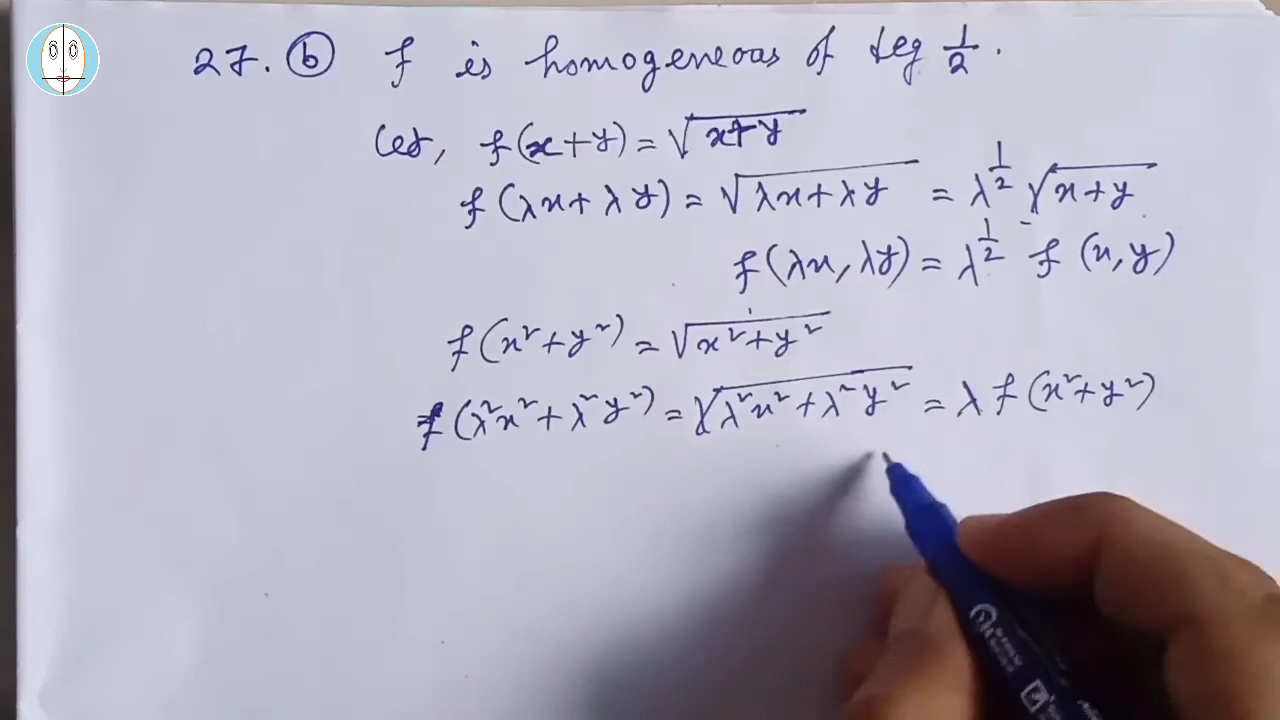 27. ⓑ f is homogeneous of deg 1/2.
Let, f(x+y) = √(x+y)
f(λx+λy) = √(λx+λy) = λ^(1/2) √(x+y)
f(λx, λy) = λ^(1/2) f(x,y)
f(x²+y²) = √(x²+y²)
f(λ²x²+λ²y²) = √(λ²x²+λ²y²) = λ f(x²+y²)